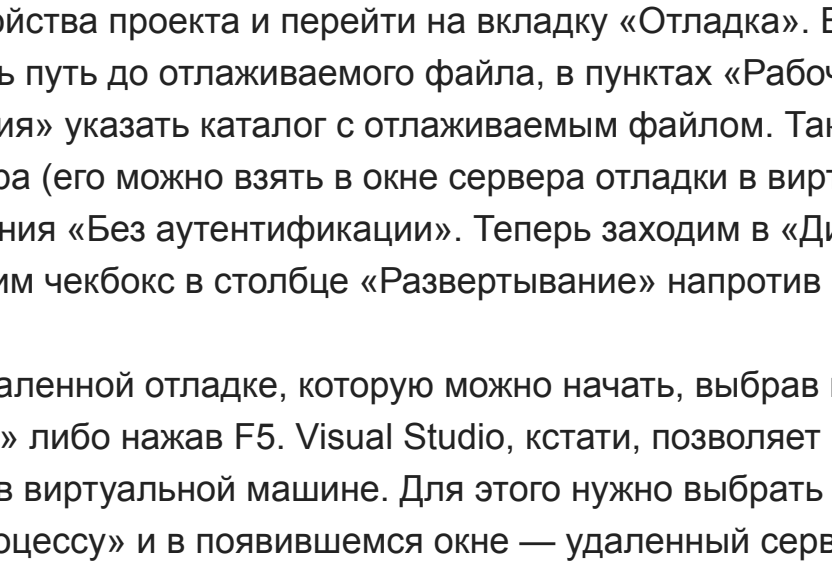 ойства проекта и перейти на вкладку «Отладка». В
ь путь до отлаживаемого файла, в пунктах «Рабоч
ия» указать каталог с отлаживаемым файлом. Так
ра (его можно взять в окне сервера отладки в вирт
ния «Без аутентификации». Теперь заходим в «Ди
им чекбокс в столбце «Развертывание» напротив
аленной отладке, которую можно начать, выбрав
» либо нажав F5. Visual Studio, кстати, позволяет
в виртуальной машине. Для этого нужно выбрать
оцессу» и в появившемся окне — удаленный серв